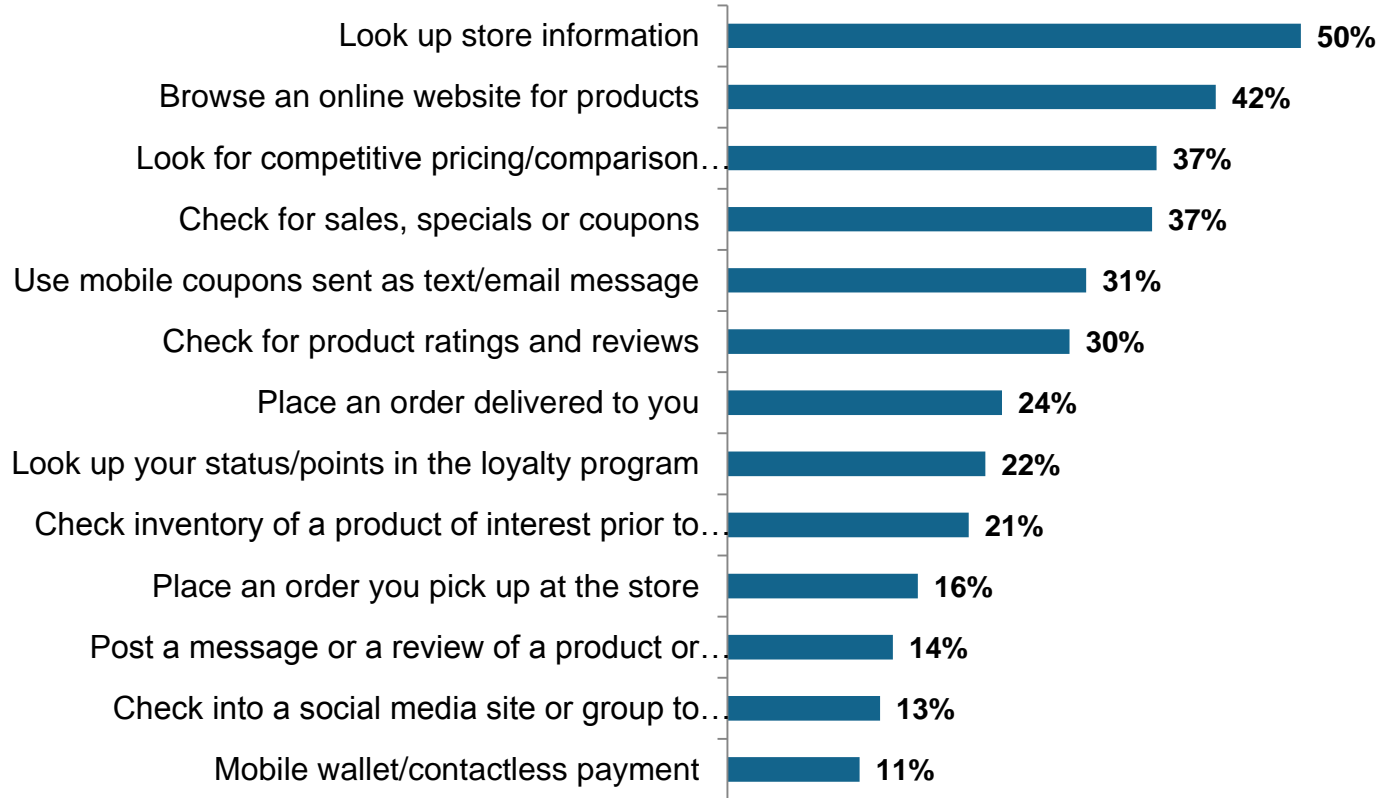 Look up store information 50%
Browse an online website for products 42%
Look for competitive pricing/comparison… 37%
Check for sales, specials or coupons 37%
Use mobile coupons sent as text/email message 31%
Check for product ratings and reviews 30%
Place an order delivered to you 24%
Look up your status/points in the loyalty program 22%
Check inventory of a product of interest prior to… 21%
Place an order you pick up at the store 16%
Post a message or a review of a product or… 14%
Check into a social media site or group to… 13%
Mobile wallet/contactless payment 11%